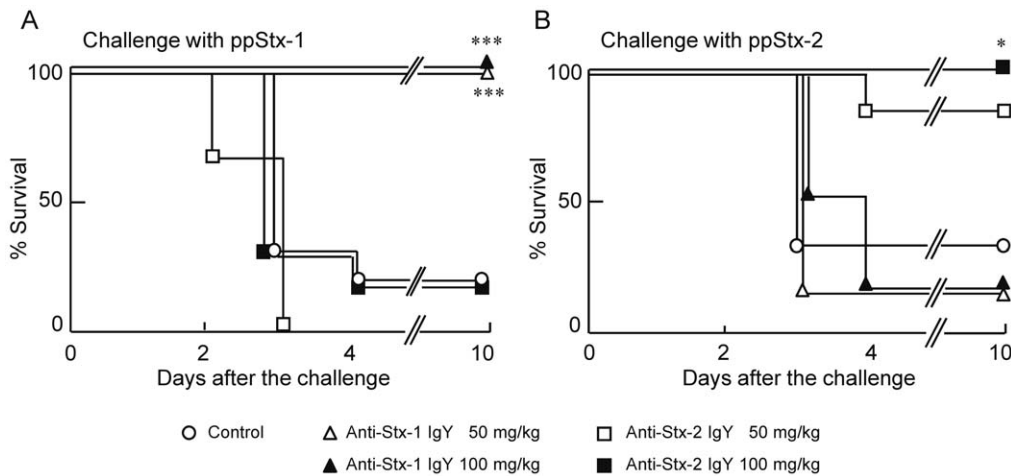 A
Challenge with ppStx-1
***
***
100
50
0
% Survival
0 2 4 10
Days after the challenge
B
Challenge with ppStx-2
*
100
50
0
% Survival
0 2 4 10
Days after the challenge
Control
Anti-Stx-1 IgY 50 mg/kg
Anti-Stx-2 IgY 50 mg/kg
Anti-Stx-1 IgY 100 mg/kg
Anti-Stx-2 IgY 100 mg/kg